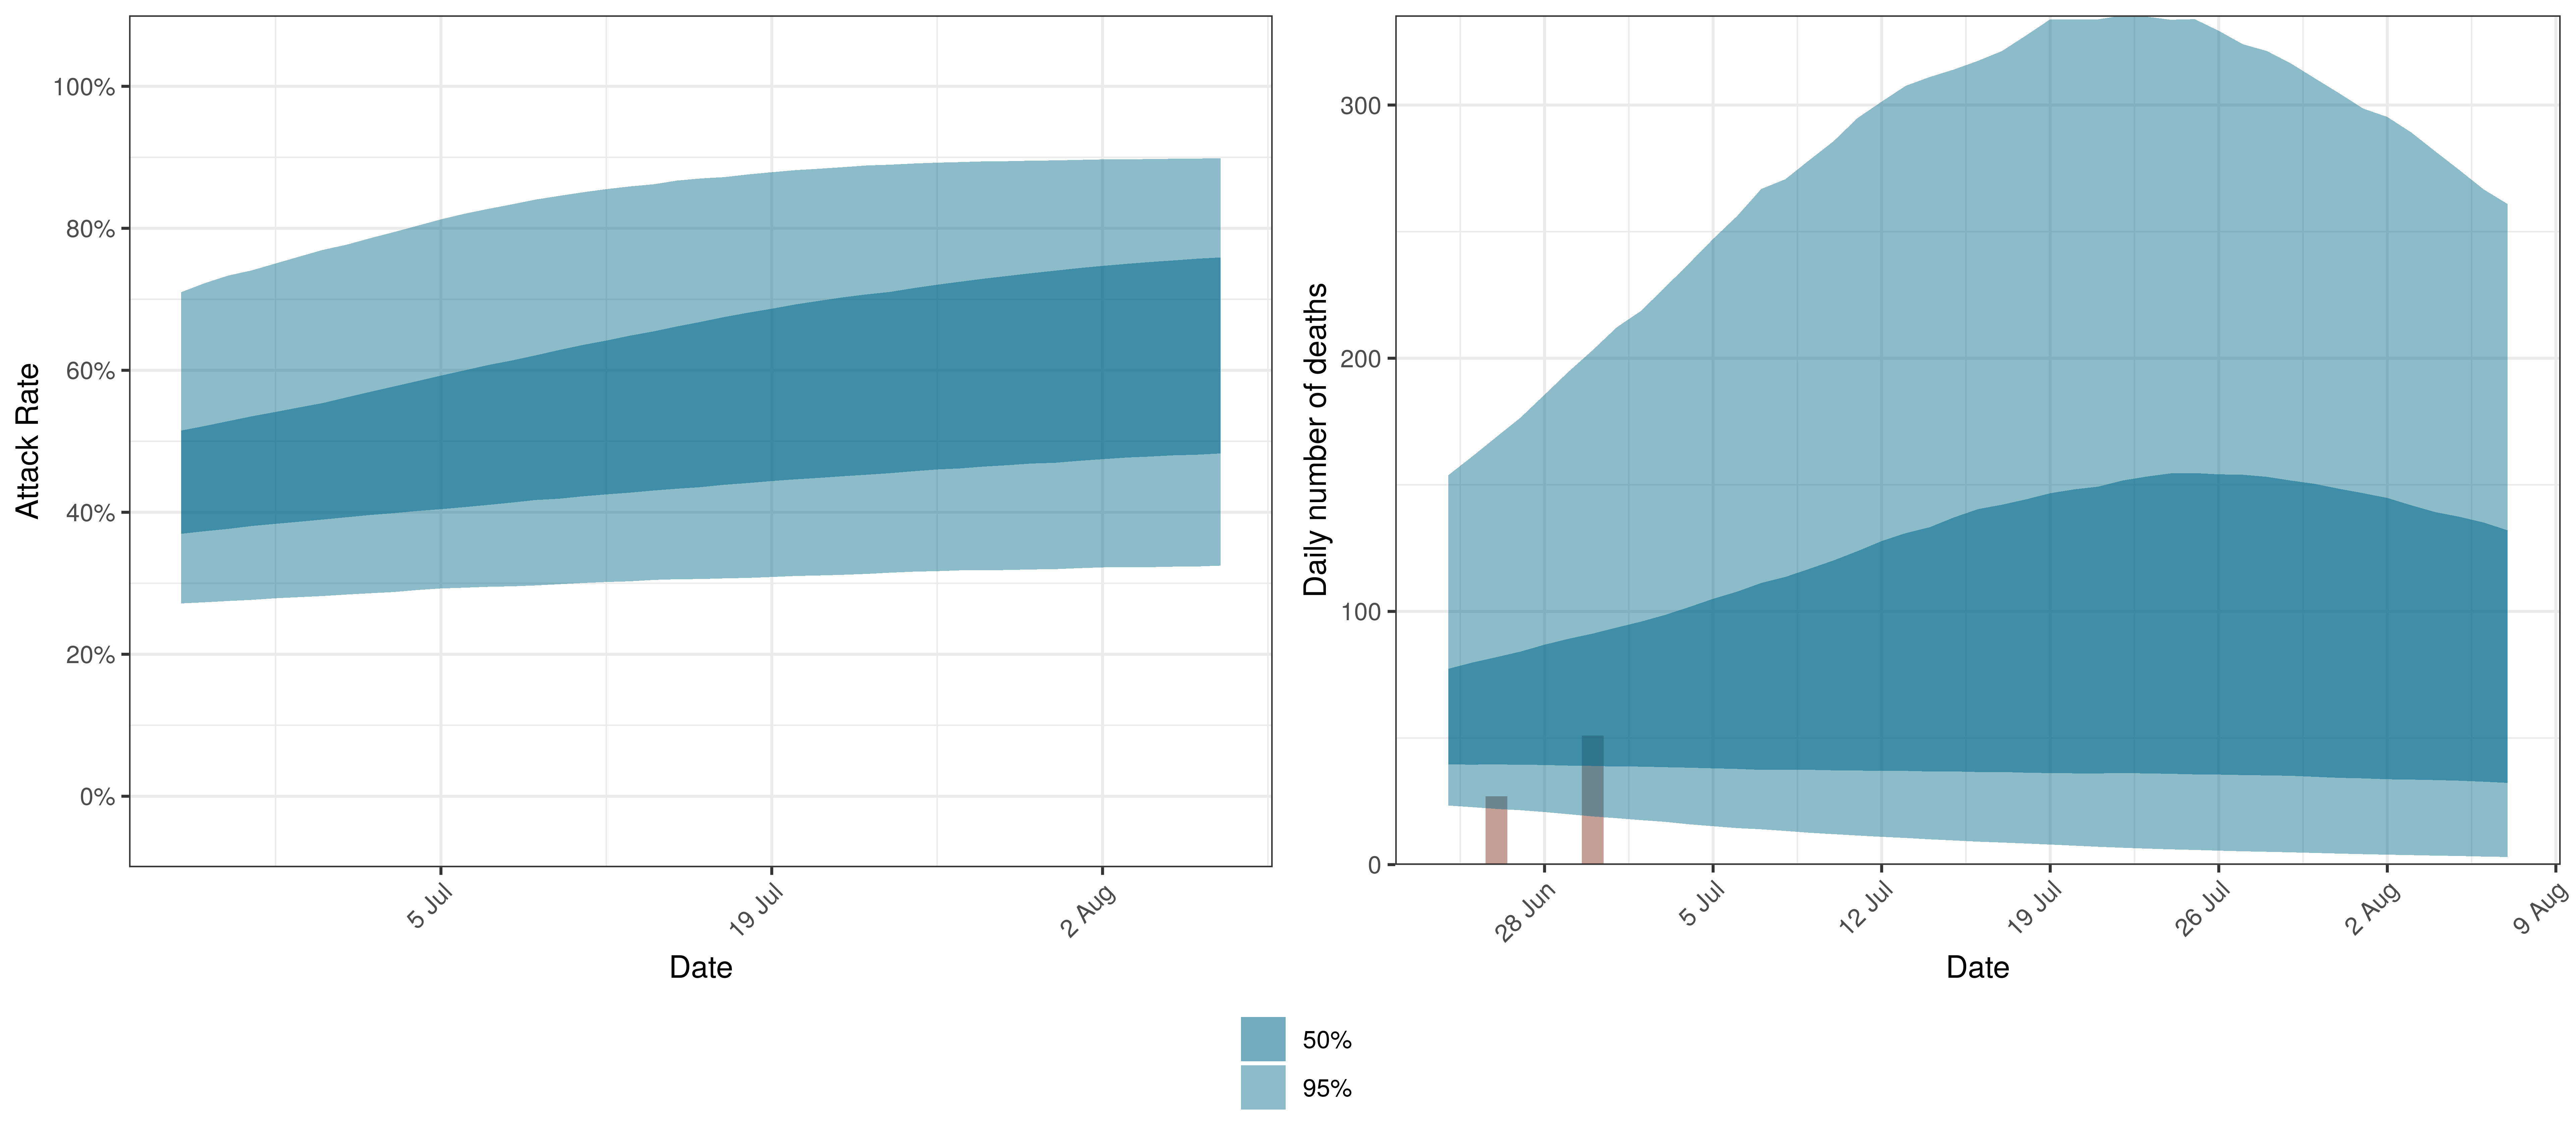 Attack Rate
100%
80%
60%
40%
20%
0%
5 Jul
19 Jul
2 Aug
Date
Daily number of deaths
300
200
100
0
28 Jun
5 Jul
12 Jul
19 Jul
26 Jul
2 Aug
9 Aug
Date
50%
95%